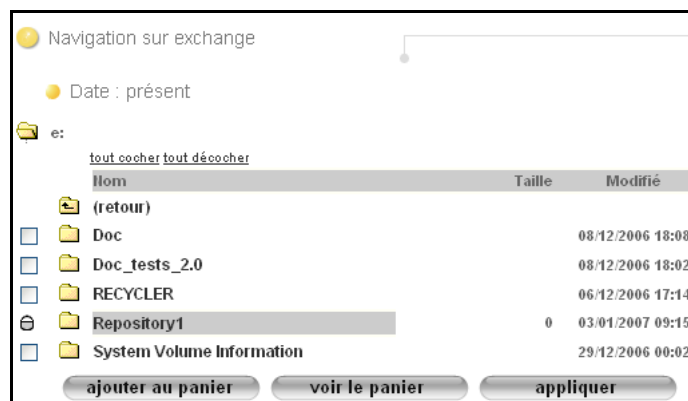 Navigation sur exchange
Date : présent
e:
tout cocher tout décocher
Nom Taille Modifié
(retour)
Doc 08/12/2006 18:08
Doc_tests_2.0 08/12/2006 18:02
RECYCLER 06/12/2006 17:14
Repository1 0 03/01/2007 09:15
System Volume Information 29/12/2006 00:02
ajouter au panier voir le panier appliquer